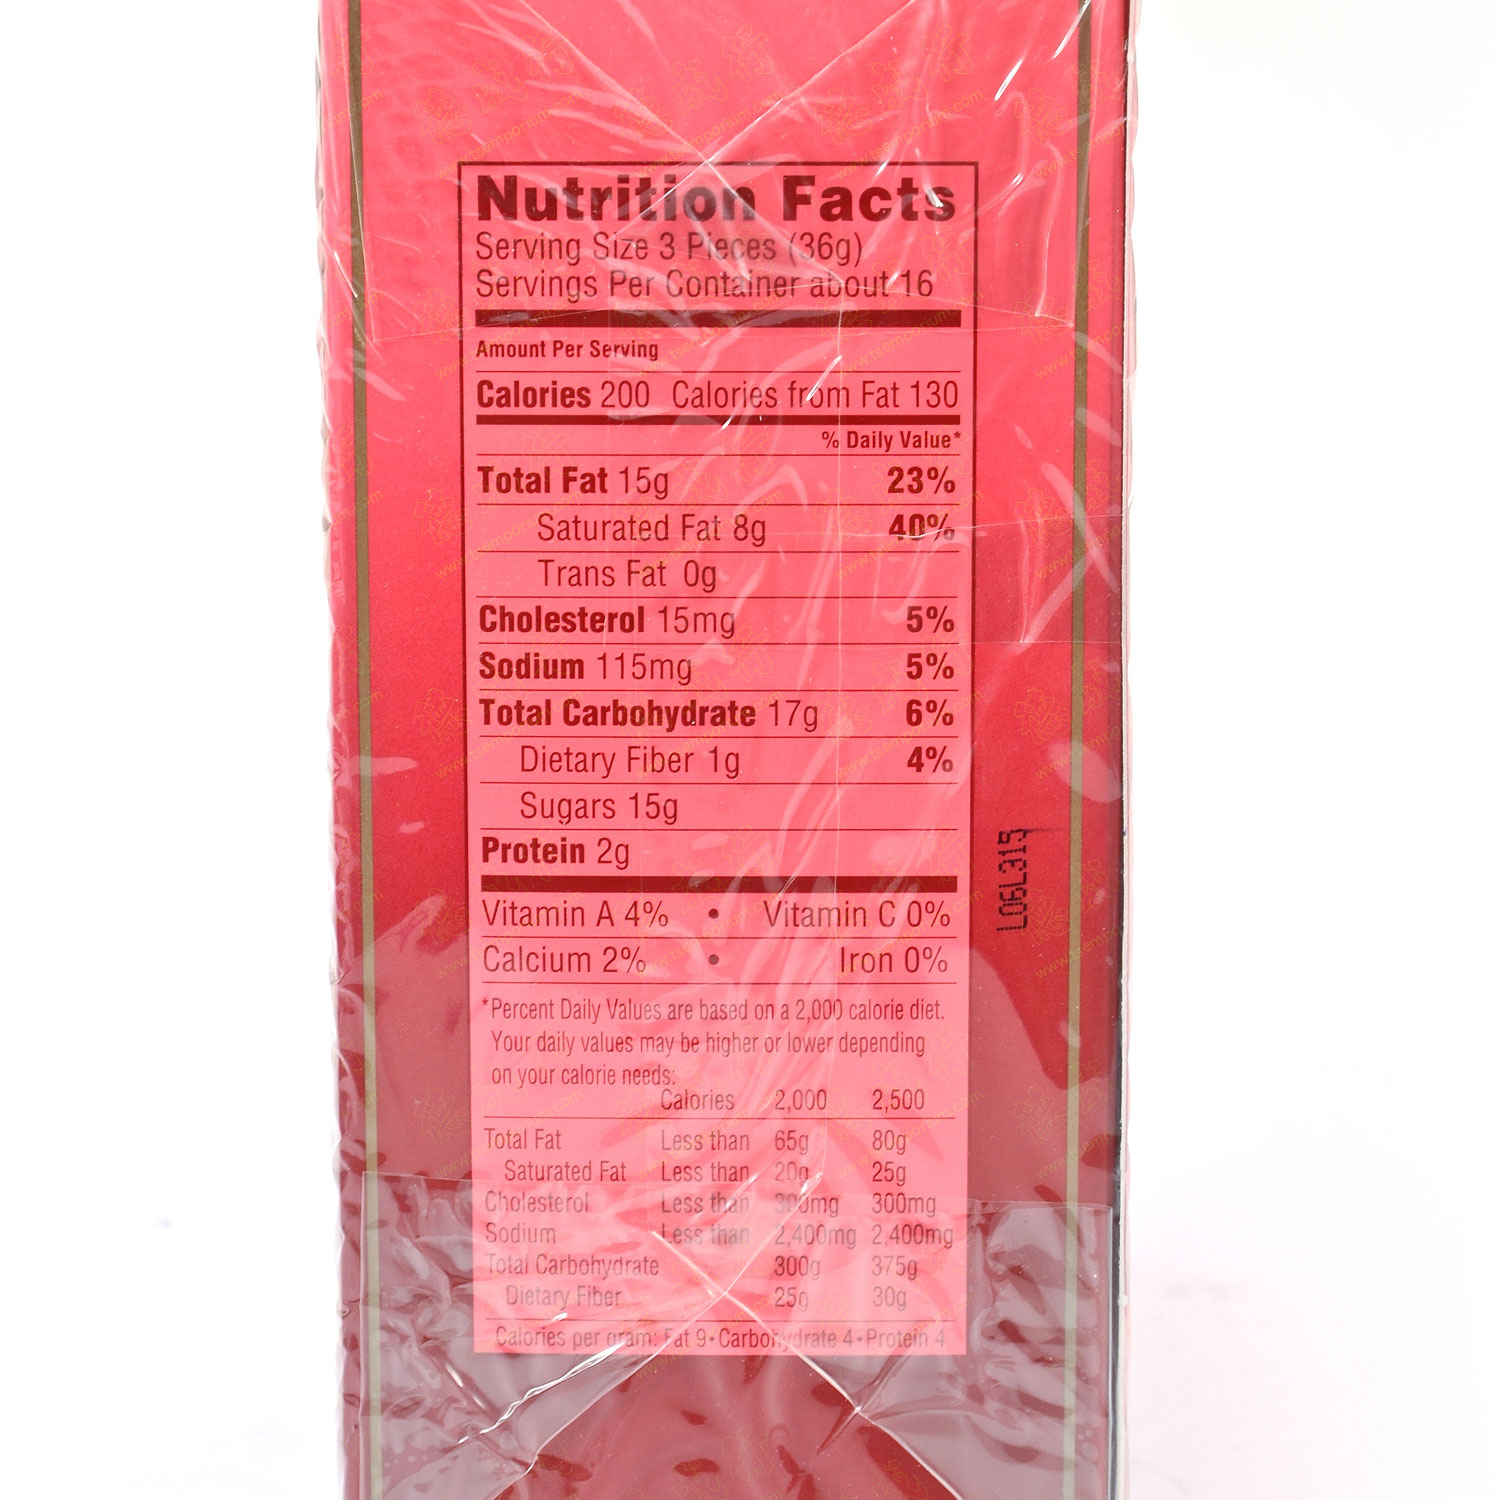 Nutrition Facts
Serving Size 3 Pieces (36g)
Servings Per Container about 16
Amount Per Serving
Calories 200 Calories from Fat 130
% Daily Value*
Total Fat 15g 23%
Saturated Fat 8g 40%
Trans Fat 0g
Cholesterol 15mg 5%
Sodium 115mg 5%
Total Carbohydrate 17g 6%
Dietary Fiber 1g 4%
Sugars 15g
Protein 2g
Vitamin A 4% • Vitamin C 0%
Calcium 2% • Iron 0%
*Percent Daily Values are based on a 2,000 calorie diet.
Your daily values may be higher or lower depending
on your calorie needs:
Calories 2,000 2,500
Total Fat Less than 65g 80g
Saturated Fat Less than 20g 25g
Cholesterol Less than 300mg 300mg
Sodium Less than 2,400mg 2,400mg
Total Carbohydrate 300g 375g
Dietary Fiber 25g 30g
Calories per gram: Fat 9 • Carbohydrate 4 • Protein 4
L06L315
www.tsemporium.com